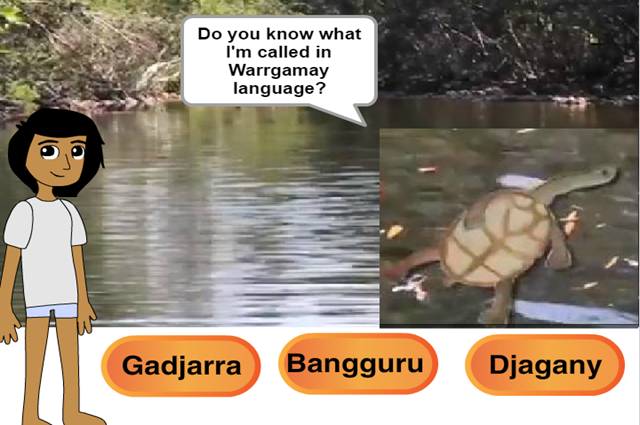 Do you know what
I'm called in
Warrgamay
language?
Gadjarra
Bangguru
Djagany